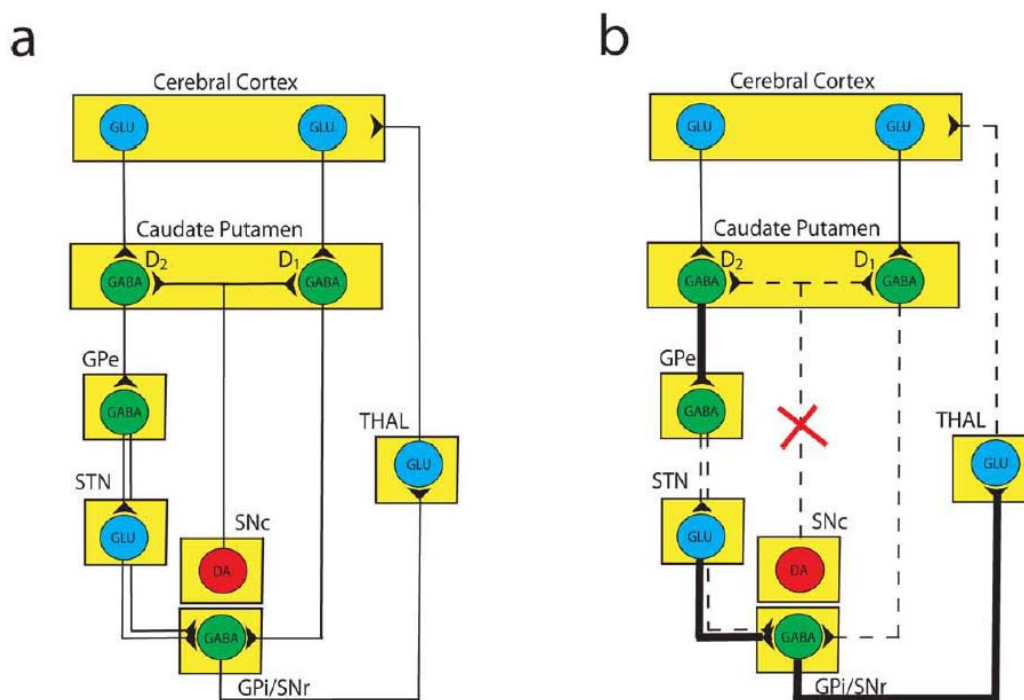 a
b
Cerebral Cortex
GLU
GLU
Caudate Putamen
D2
D1
GABA
GABA
GPe
GABA
THAL
GLU
STN
GLU
SNc
DA
GABA
GPi/SNr
Cerebral Cortex
GLU
GLU
Caudate Putamen
D2
D1
GABA
GABA
GPe
GABA
THAL
GLU
STN
GLU
SNc
DA
GABA
GPi/SNr